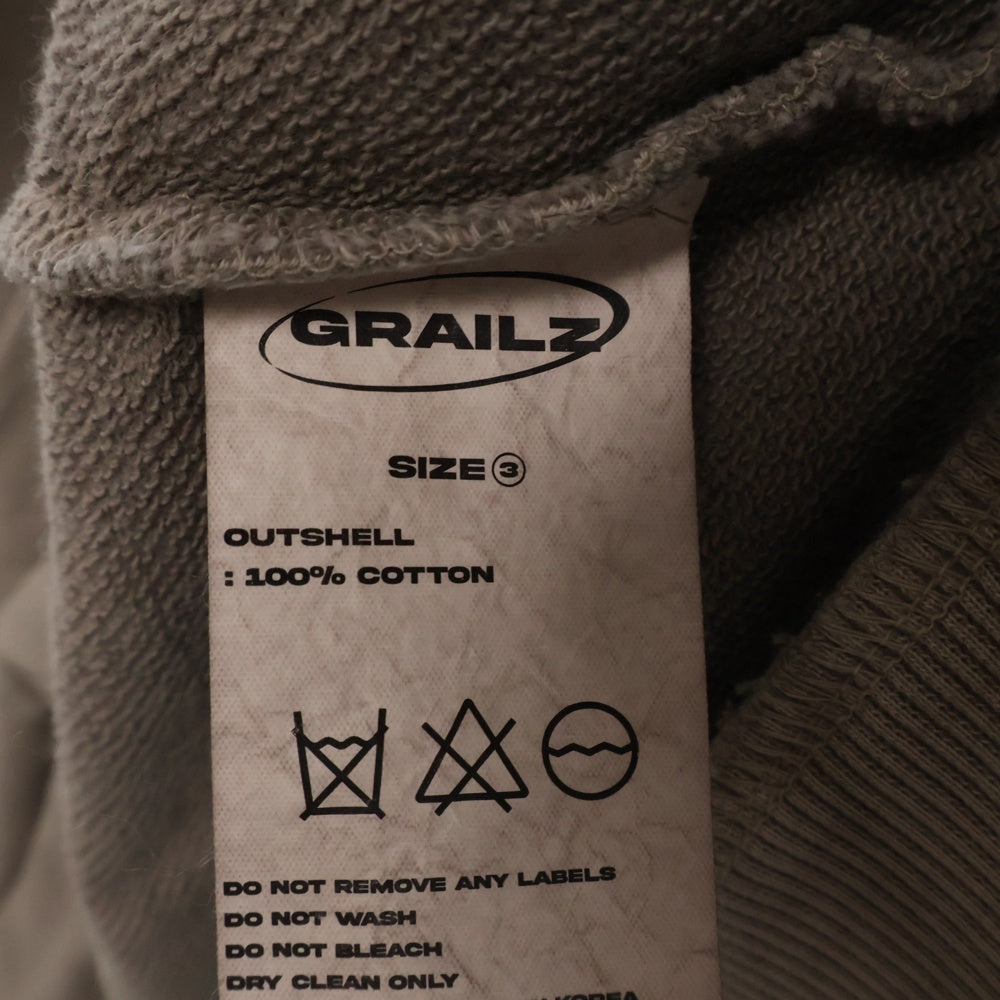 GRAILZ
SIZE 3
OUTSHELL
: 100% COTTON
DO NOT REMOVE ANY LABELS
DO NOT WASH
DO NOT BLEACH
DRY CLEAN ONLY
KOREA